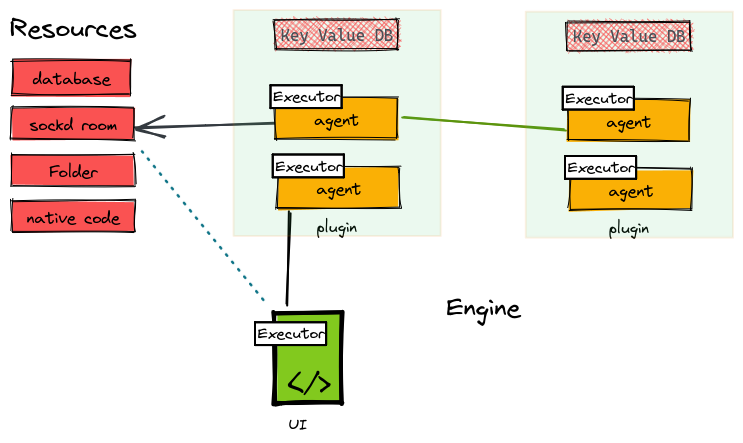 Resources
database
sockd room
Folder
native code
Key Value DB
Executor
agent
Executor
agent
plugin
Key Value DB
Executor
agent
Executor
agent
plugin
Engine
Executor
</>
UI